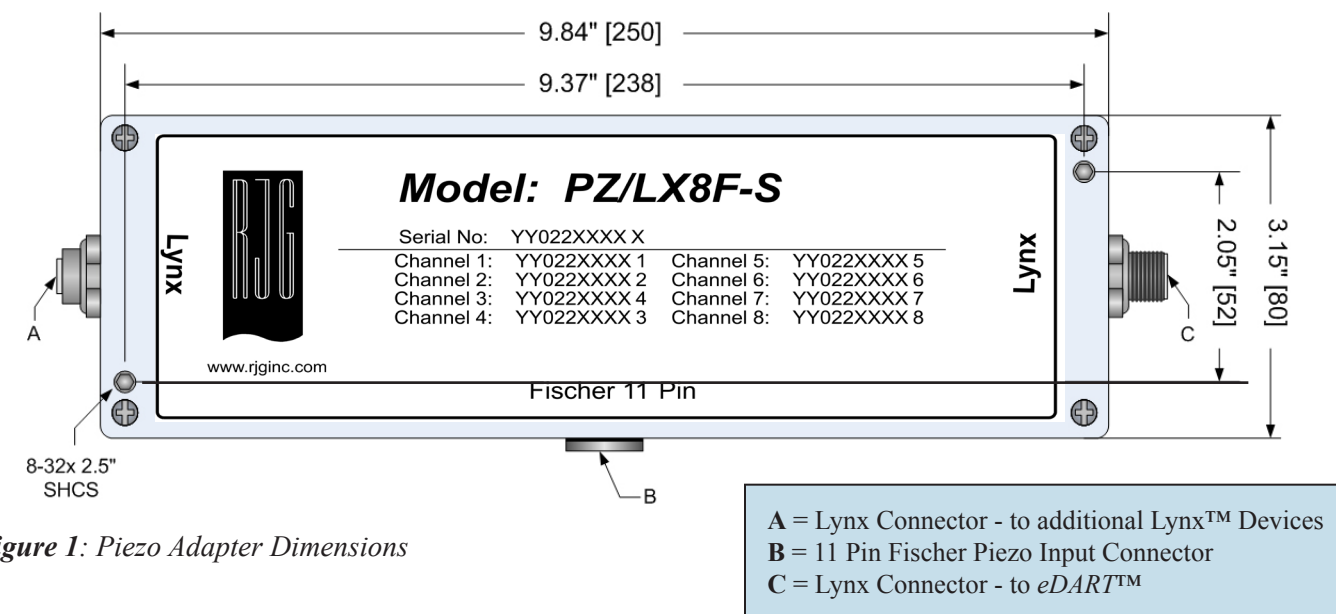 9.84" [250]
9.37" [238]
RJG
Model: PZ/LX8F-S
Serial No: YY022XXXX X
Channel 1: YY022XXXX 1 Channel 5: YY022XXXX 5
Channel 2: YY022XXXX 2 Channel 6: YY022XXXX 6
Channel 3: YY022XXXX 4 Channel 7: YY022XXXX 7
Channel 4: YY022XXXX 3 Channel 8: YY022XXXX 8
Lynx
Lynx
2.05" [52]
3.15" [80]
A
C
www.rjginc.com
Fischer 11 Pin
8-32x 2.5"
SHCS
B
igure 1: Piezo Adapter Dimensions
A = Lynx Connector - to additional Lynx™ Devices
B = 11 Pin Fischer Piezo Input Connector
C = Lynx Connector - to eDART™